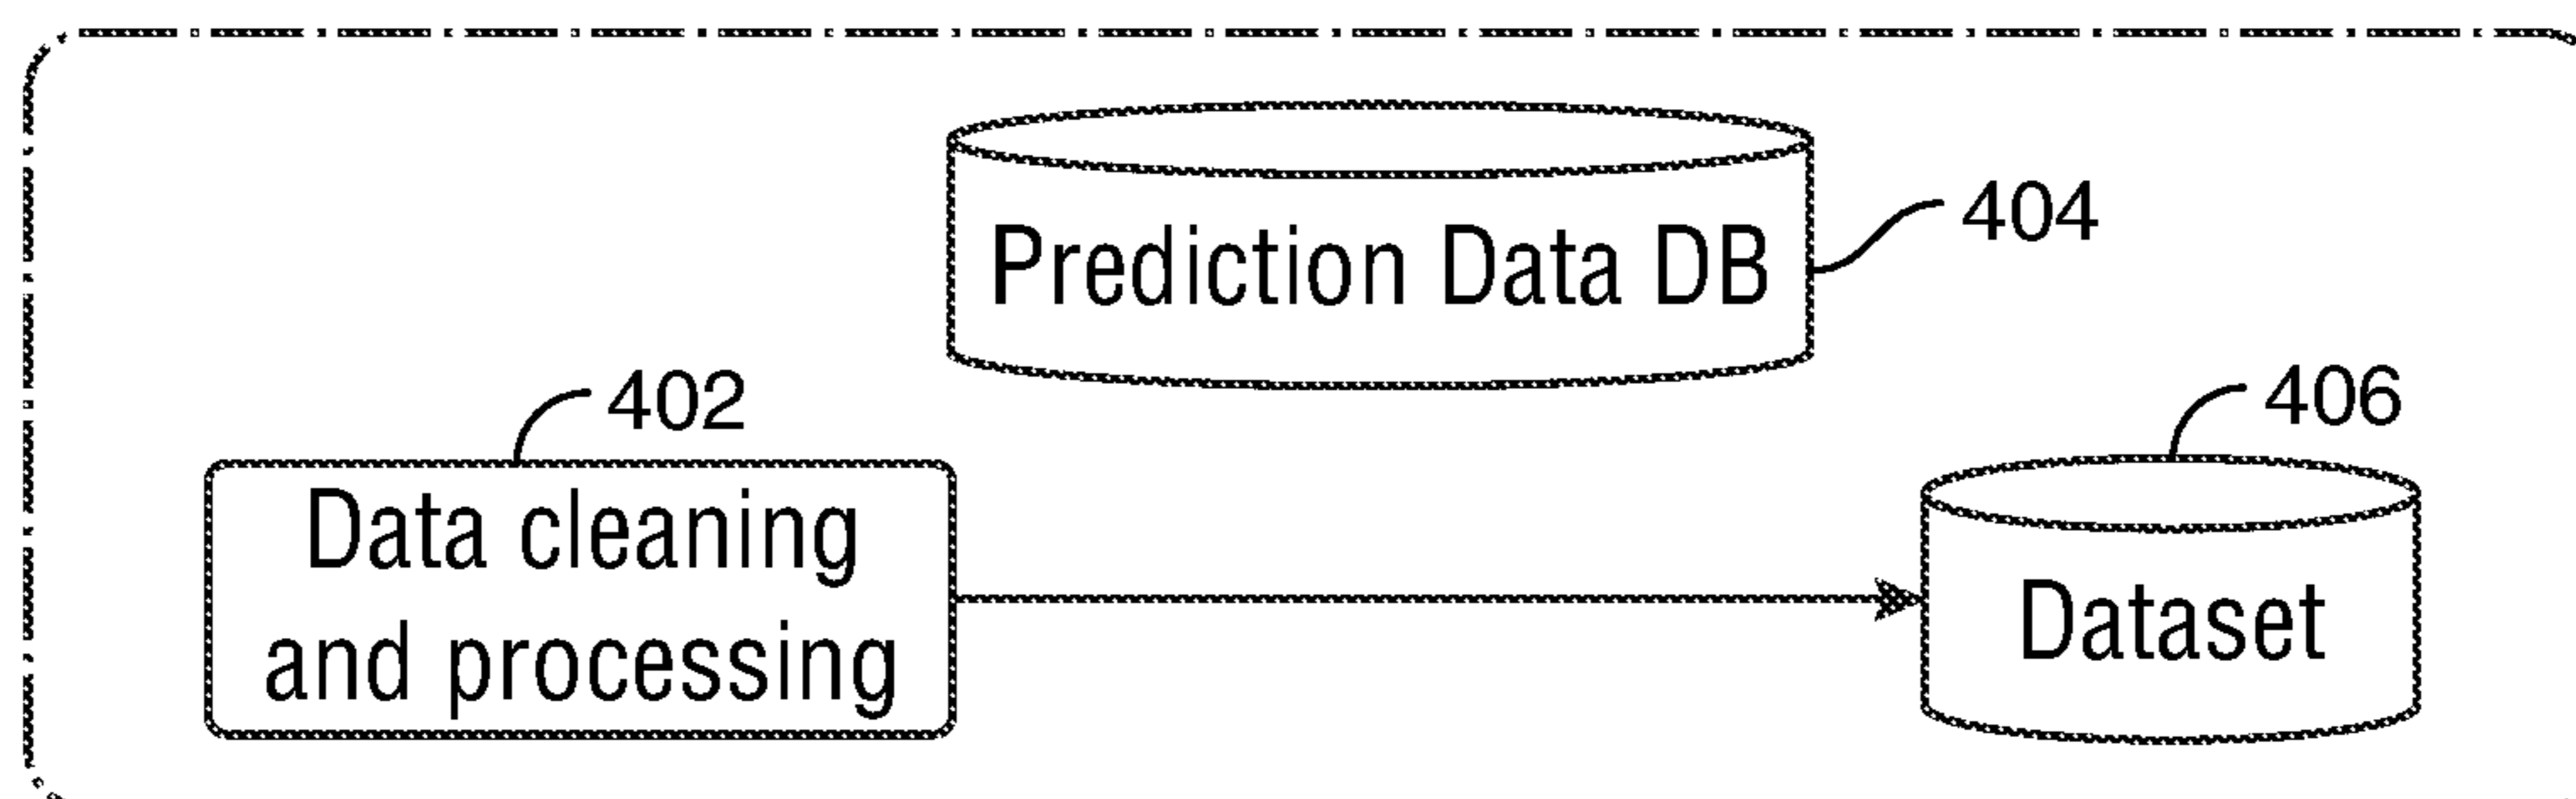 Prediction Data DB
404
402
406
Data cleaning
and processing
Dataset